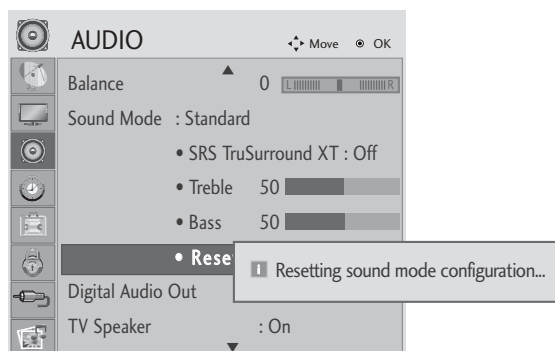 AUDIO Move OK
Balance 0 L R
Sound Mode : Standard
• SRS TruSurround XT : Off
• Treble 50
• Bass 50
• Rese
Resetting sound mode configuration...
Digital Audio Out
TV Speaker : On